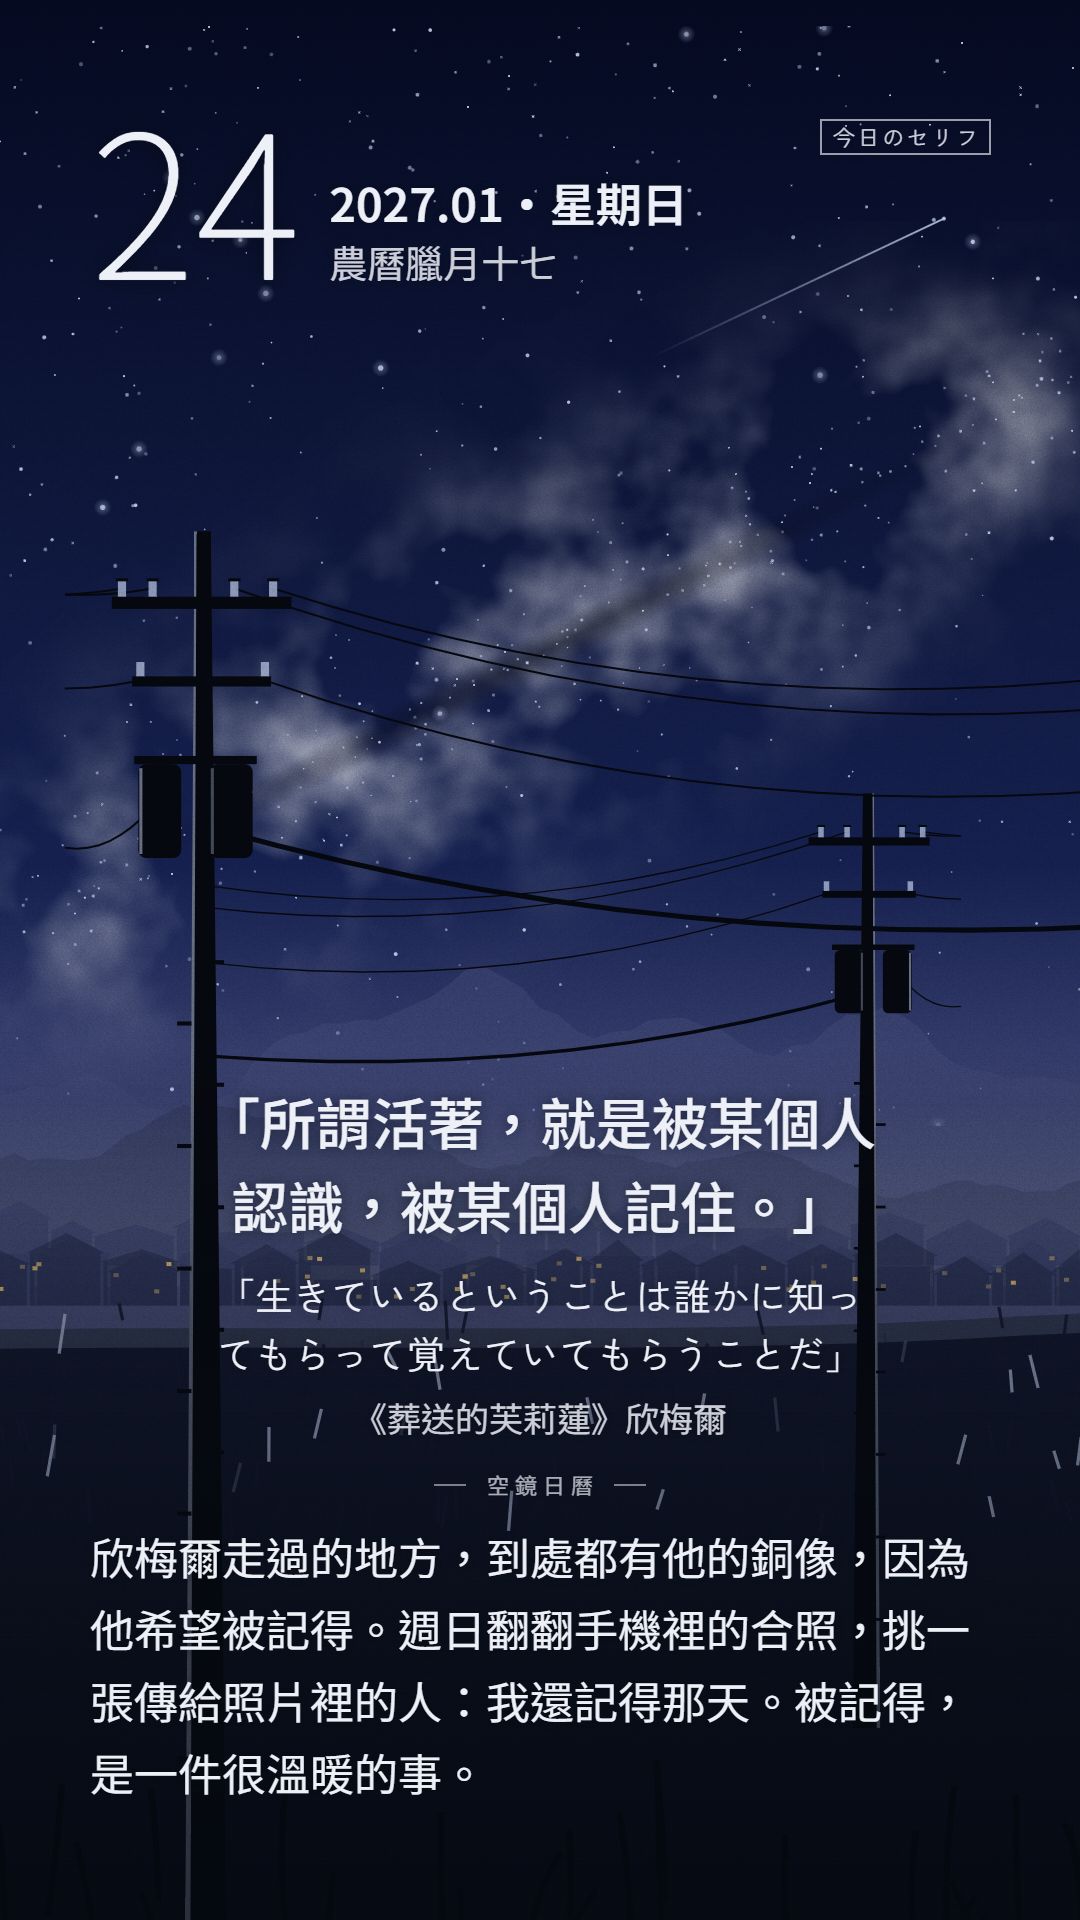 今日のセリフ
24
2027.01・星期日
農曆臘月十七
「所謂活著，就是被某個人
認識，被某個人記住。」
「生きているということは誰かに知っ
てもらって覚えていてもらうことだ」
《葬送的芙莉蓮》欣梅爾
— 空鏡日曆 —
欣梅爾走過的地方，到處都有他的銅像，因為
他希望被記得。週日翻翻手機裡的合照，挑一
張傳給照片裡的人：我還記得那天。被記得，
是一件很溫暖的事。